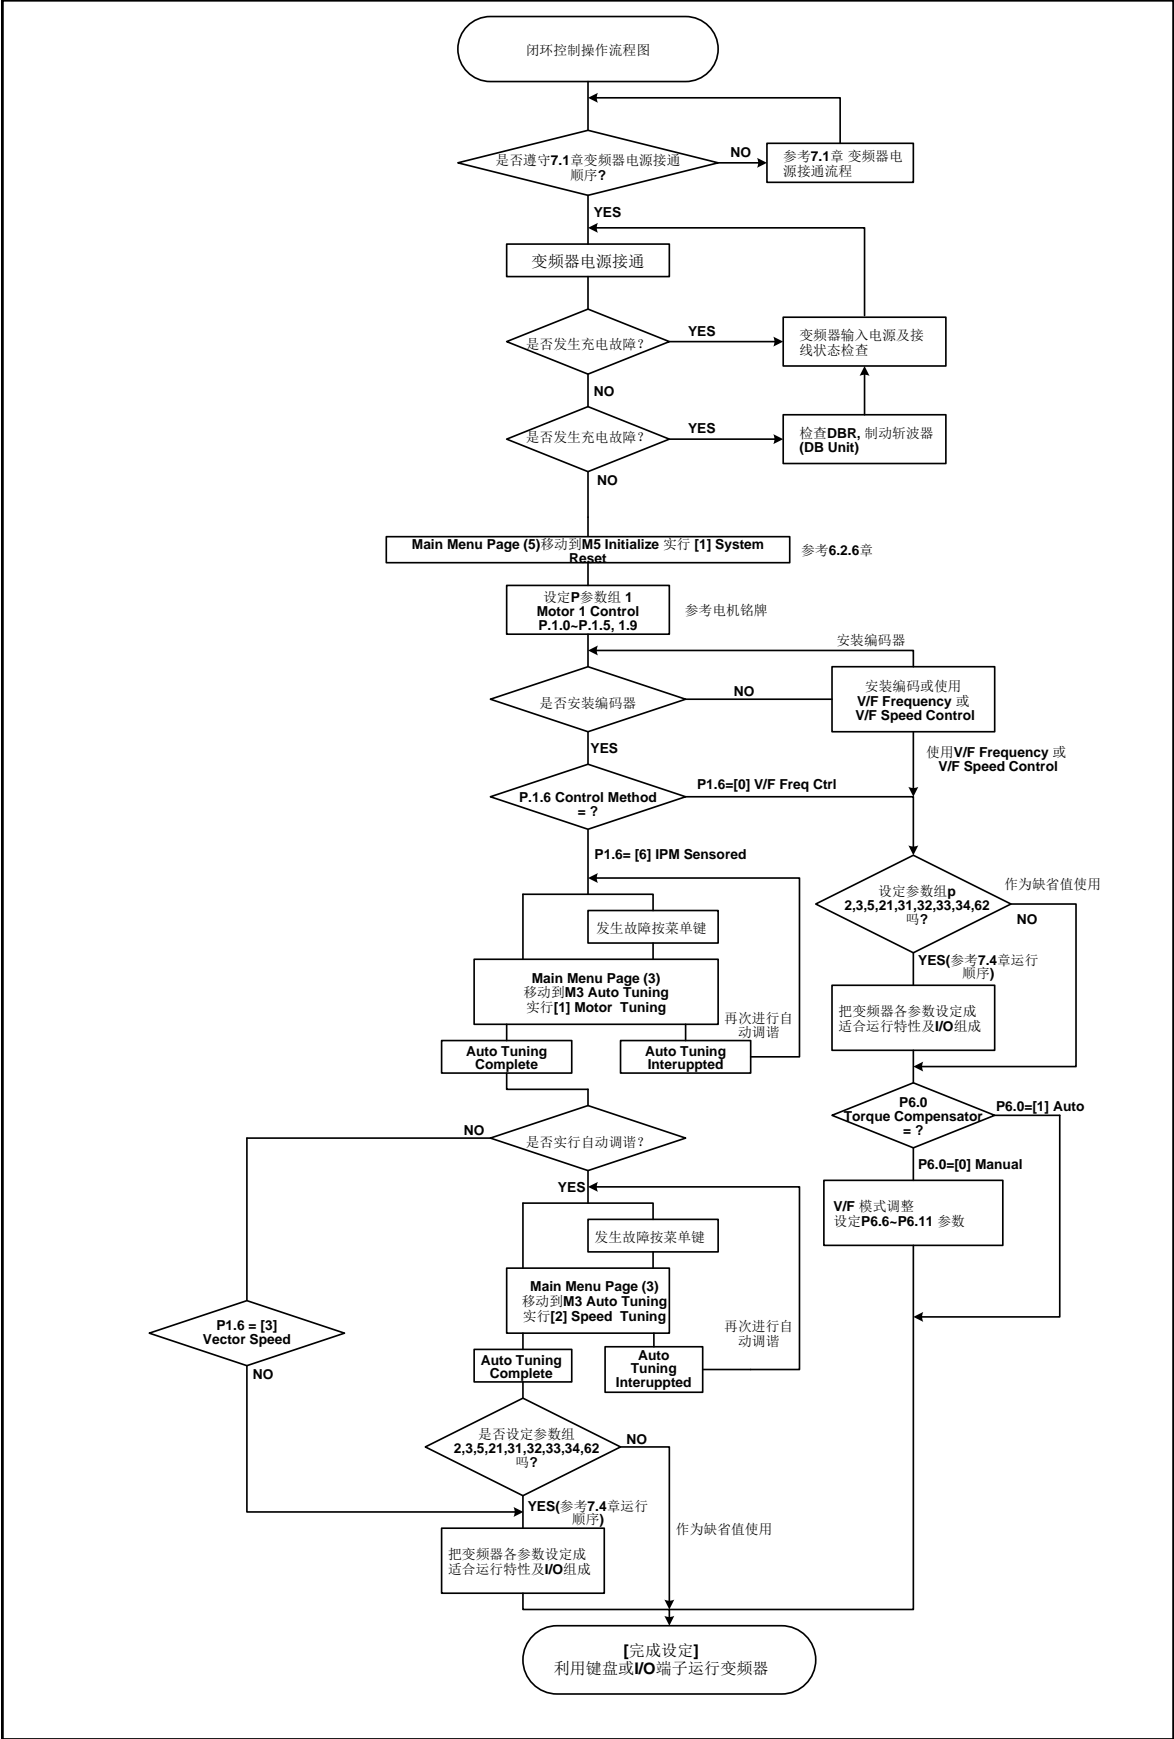 闭环控制操作流程图
是否遵守7.1章变频器电源接通
顺序?
NO
参考7.1章 变频器电
源接通流程
YES
变频器电源接通
是否发生充电故障?
YES
变频器输入电源及接
线状态检查
NO
是否发生充电故障?
YES
检查DBR, 制动斩波器
(DB Unit)
NO
Main Menu Page (5)移动到M5 Initialize 实行 [1] System
Reset
参考6.2.6章
设定P参数组 1
Motor 1 Control
P.1.0~P.1.5, 1.9
参考电机铭牌
安装编码器
是否安装编码器
NO
安装编码或使用
V/F Frequency 或
V/F Speed Control
YES
使用V/F Frequency 或
V/F Speed Control
P.1.6 Control Method
= ?
P1.6=[0] V/F Freq Ctrl
P1.6= [6] IPM Sensored
设定参数组p
2,3,5,21,31,32,33,34,62
吗?
作为缺省值使用
NO
发生故障按菜单键
YES(参考7.4章运行
顺序)
Main Menu Page (3)
移动到M3 Auto Tuning
实行[1] Motor Tuning
再次进行自
动调谐
把变频器各参数设定成
适合运行特性及I/O组成
Auto Tuning
Complete
Auto Tuning
Interuppted
P6.0
Torque Compensator
= ?
P6.0=[1] Auto
NO
是否实行自动调谐?
P6.0=[0] Manual
YES
V/F 模式调整
设定P6.6~P6.11 参数
发生故障按菜单键
Main Menu Page (3)
移动到M3 Auto Tuning
实行[2] Speed Tuning
再次进行自
动调谐
P1.6 = [3]
Vector Speed
NO
Auto Tuning
Complete
Auto
Tuning
Interuppted
是否设定参数组
2,3,5,21,31,32,33,34,62
吗?
NO
YES(参考7.4章运行
顺序)
作为缺省值使用
把变频器各参数设定成
适合运行特性及I/O组成
[完成设定]
利用键盘或I/O端子运行变频器